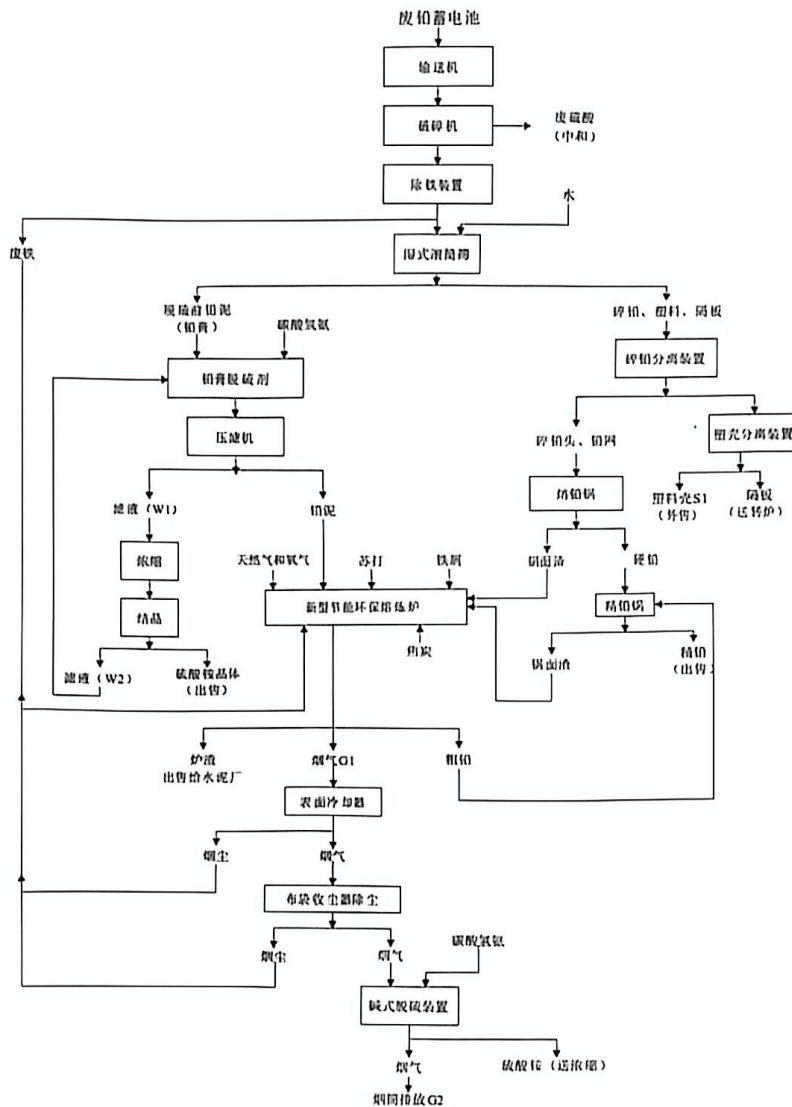 废铅蓄电池
输送机
破碎机
废硫酸
（中和）
除铁装置
水
废铁
湿式滚筒筛
脱硫前铅泥
（铅膏）
碳酸氢氨
碎铅、塑料、隔板
铅膏脱硫剂
碎铅分离装置
压滤机
碎铅头、铅网
塑壳分离装置
滤液（W1）
铅泥
熔铅锅
塑料壳S1
（外售）
隔板
（送转炉）
浓缩
天然气和氧气
苏打
铁屑
锅面渣
硬铅
结晶
新型节能环保熔炼炉
精铅锅
滤液（W2）
硫酸铵晶体
（出售）
焦炭
锅面渣
精铅
（出售）
炉渣
出售给水泥厂
烟气G1
粗铅
表面冷却器
烟尘
烟气
布袋收尘器除尘
烟尘
烟气
碳酸氢氨
碱式脱硫装置
烟气
硫酸铵（送浓缩）
烟筒排放G2